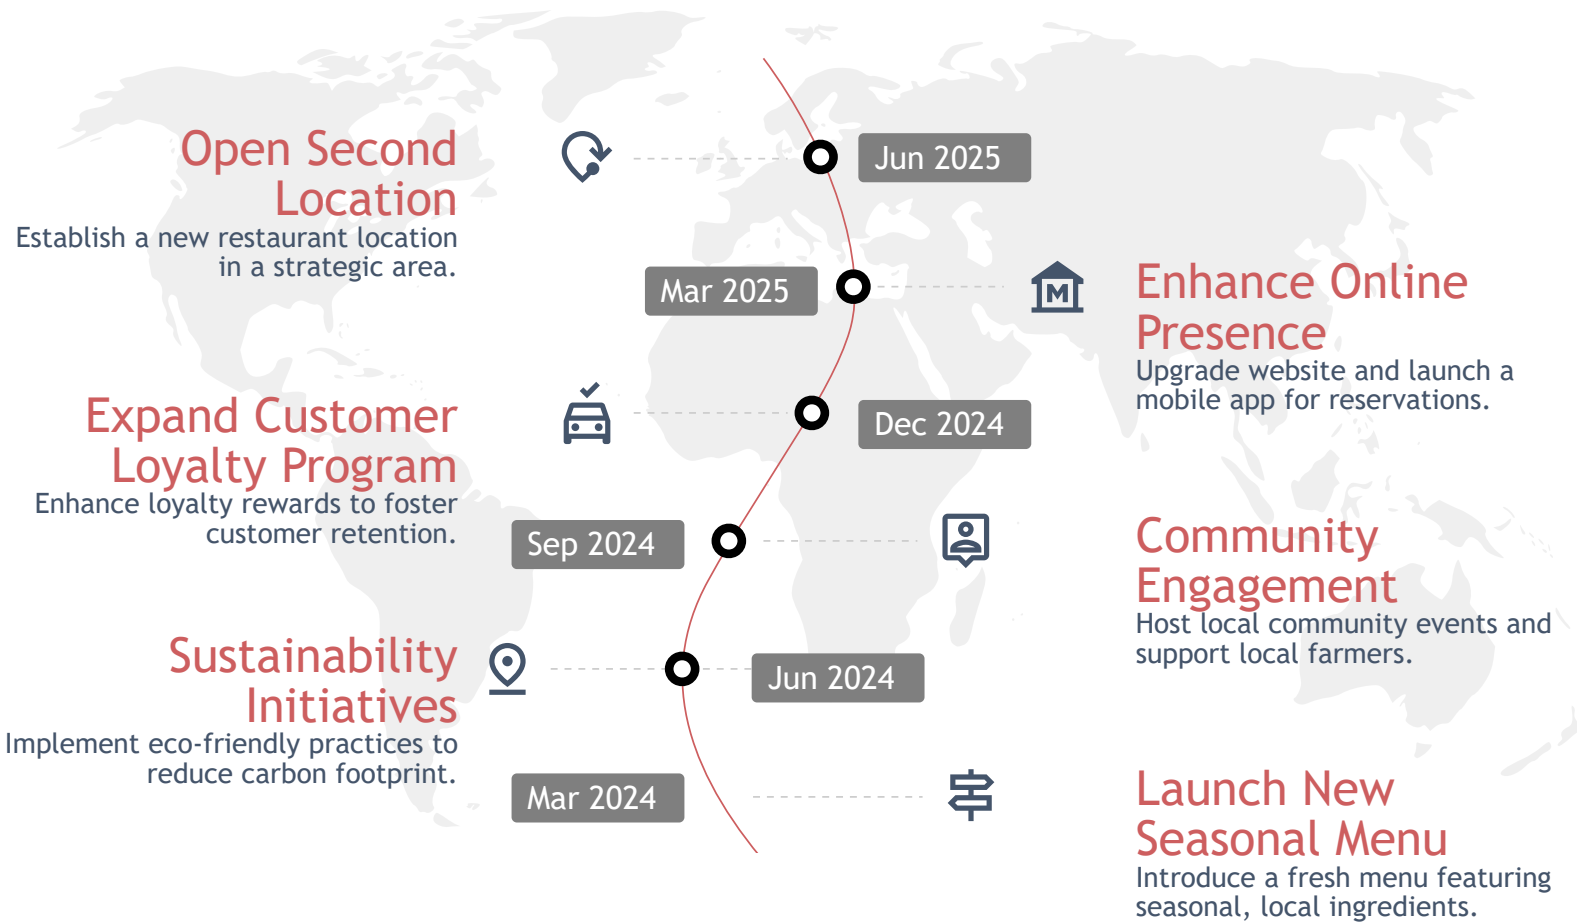 Open Second
Location
Establish a new restaurant location
in a strategic area.
Jun 2025
Mar 2025
M
Enhance Online
Presence
Upgrade website and launch a
mobile app for reservations.
Expand Customer
Loyalty Program
Enhance loyalty rewards to foster
customer retention.
Dec 2024
Sep 2024
Community
Engagement
Host local community events and
support local farmers.
Sustainability
Initiatives
Implement eco-friendly practices to
reduce carbon footprint.
Jun 2024
Mar 2024
Launch New
Seasonal Menu
Introduce a fresh menu featuring
seasonal, local ingredients.